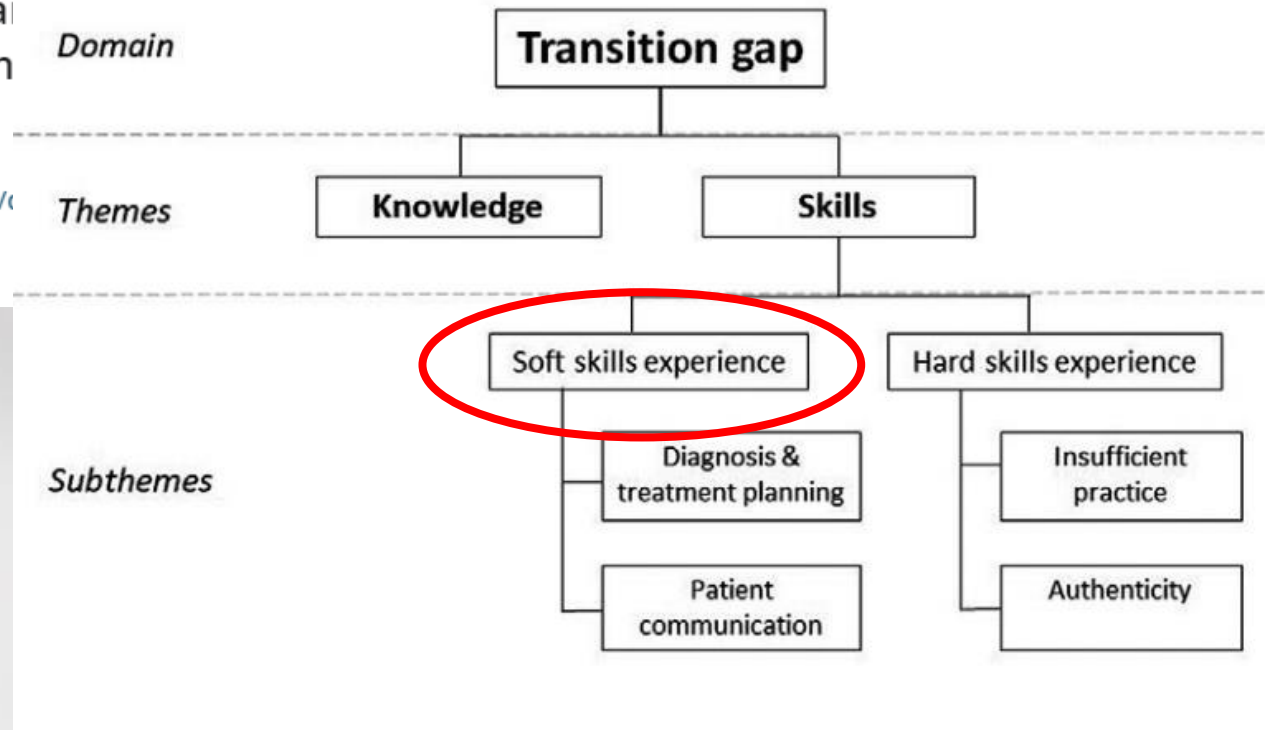 Domain
Transition gap
Themes
Knowledge
Skills
Soft skills experience
Hard skills experience
Subthemes
Diagnosis &
treatment planning
Insufficient
practice
Patient
communication
Authenticity